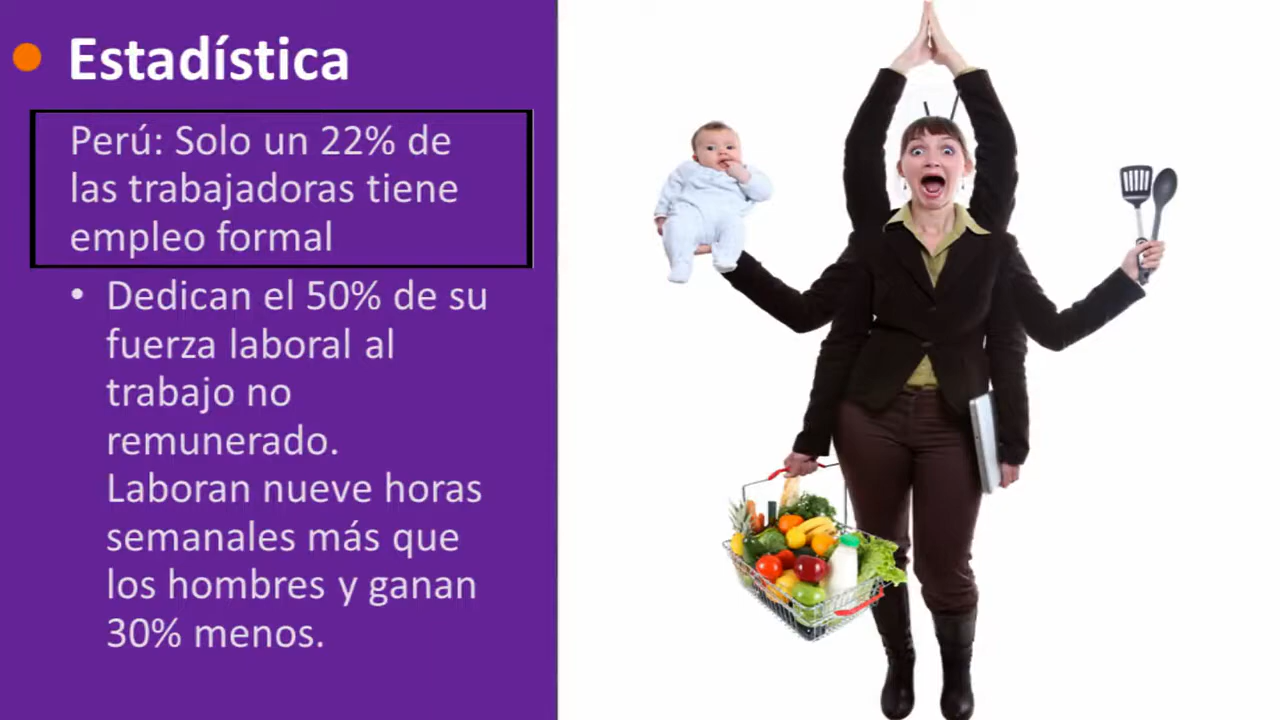 Estadística
Perú: Solo un 22% de
las trabajadoras tiene
empleo formal
• Dedican el 50% de su
fuerza laboral al
trabajo no
remunerado.
Laboran nueve horas
semanales más que
los hombres y ganan
30% menos.